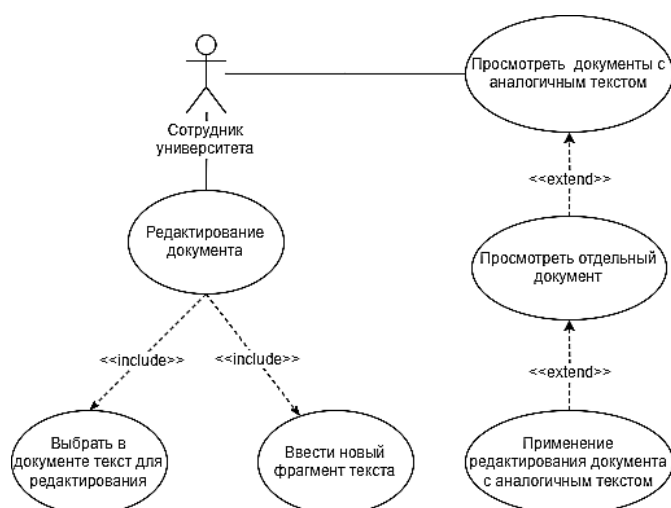 Просмотреть документы с
аналогичным текстом
Сотрудник
университета
<<extend>>
Редактирование
документа
Просмотреть отдельный
документ
<<include>>
<<include>>
<<extend>>
Выбрать в
документе текст для
редактирования
Ввести новый
фрагмент текста
Применение
редактирования документа
с аналогичным текстом